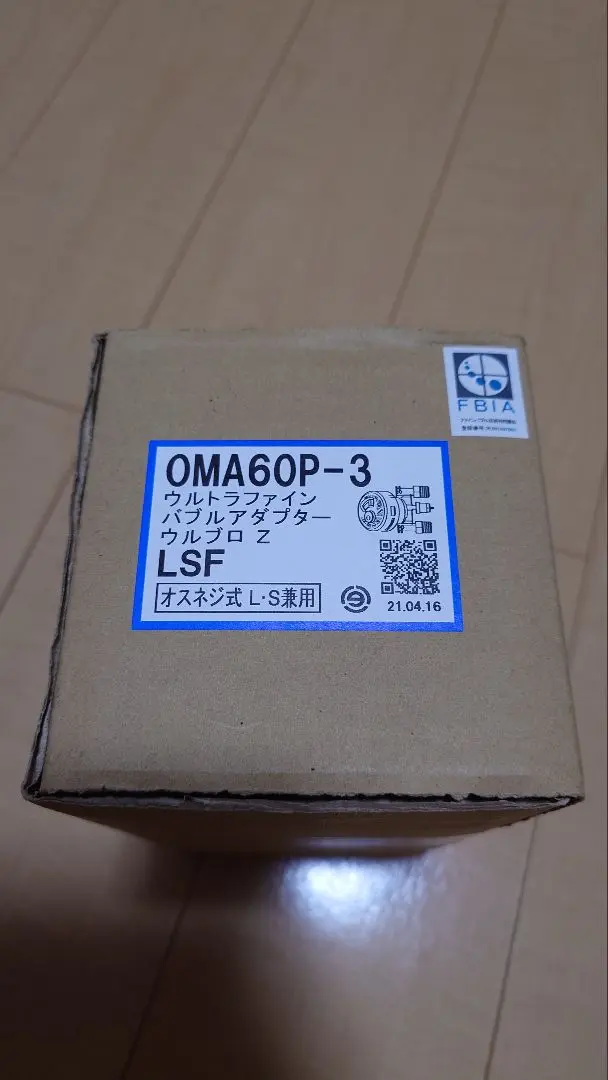 FBIA
OMA60P-3
ウルトラファイン
バブルアダプター
ウルブロ Z
LSF
オスネジ式 L・S兼用
21.04.16